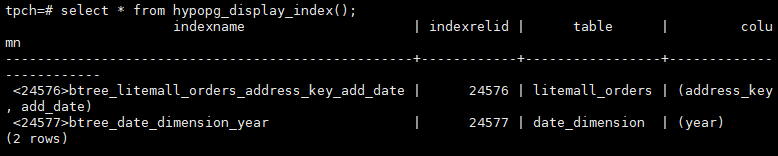 tpch=# select * from hypopg_display_index();
                     indexname                     | indexrelid |      table      |         colu
mn
---------------------------------------------------+------------+-----------------+-------------
------------
 <24576>btree_litemall_orders_address_key_add_date |      24576 | litemall_orders | (address_key
, add_date)
 <24577>btree_date_dimension_year                  |      24577 | date_dimension  | (year)
(2 rows)